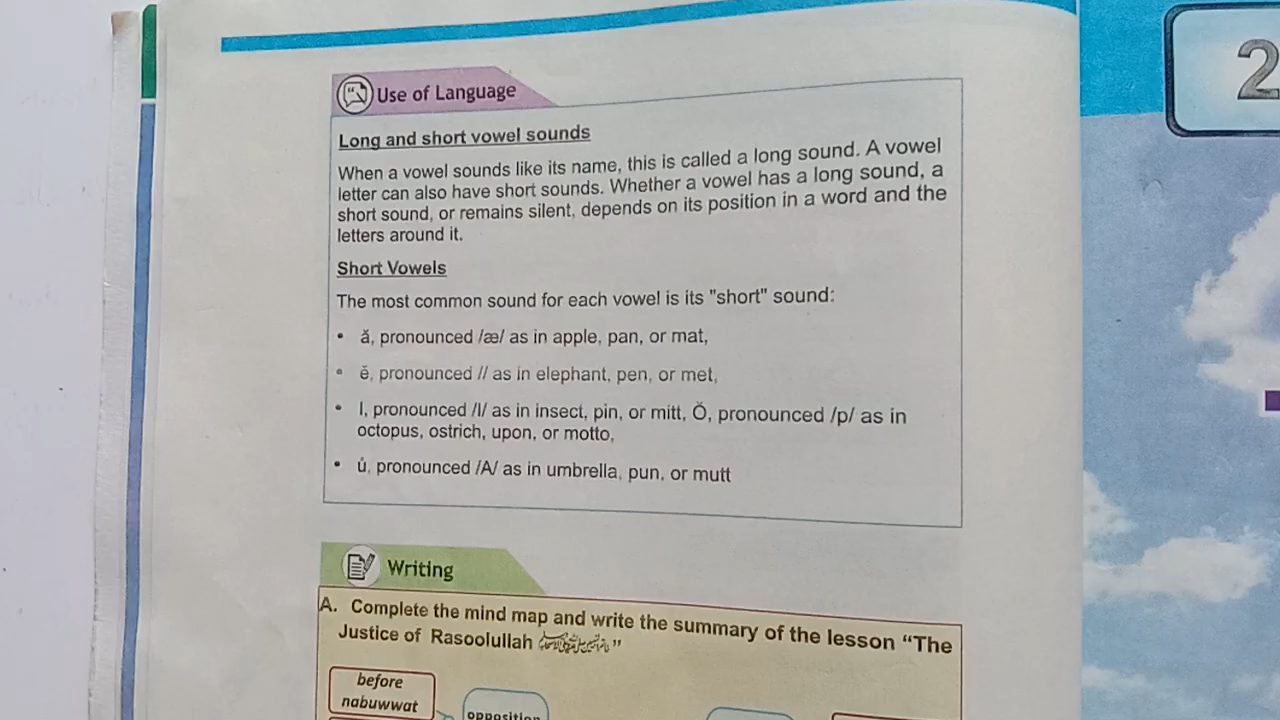 Use of Language
Long and short vowel sounds
When a vowel sounds like its name, this is called a long sound. A vowel
letter can also have short sounds. Whether a vowel has a long sound, a
short sound, or remains silent, depends on its position in a word and the
letters around it.
Short Vowels
The most common sound for each vowel is its "short" sound:
• ă, pronounced /æ/ as in apple, pan, or mat,
• ĕ, pronounced // as in elephant, pen, or met,
• I, pronounced /I/ as in insect, pin, or mitt, Ŏ, pronounced /p/ as in
octopus, ostrich, upon, or motto,
• ů, pronounced /A/ as in umbrella, pun, or mutt
2
Writing
A. Complete the mind map and write the summary of the lesson “The
Justice of Rasoolullah ”
before
nabuwwat
opposition